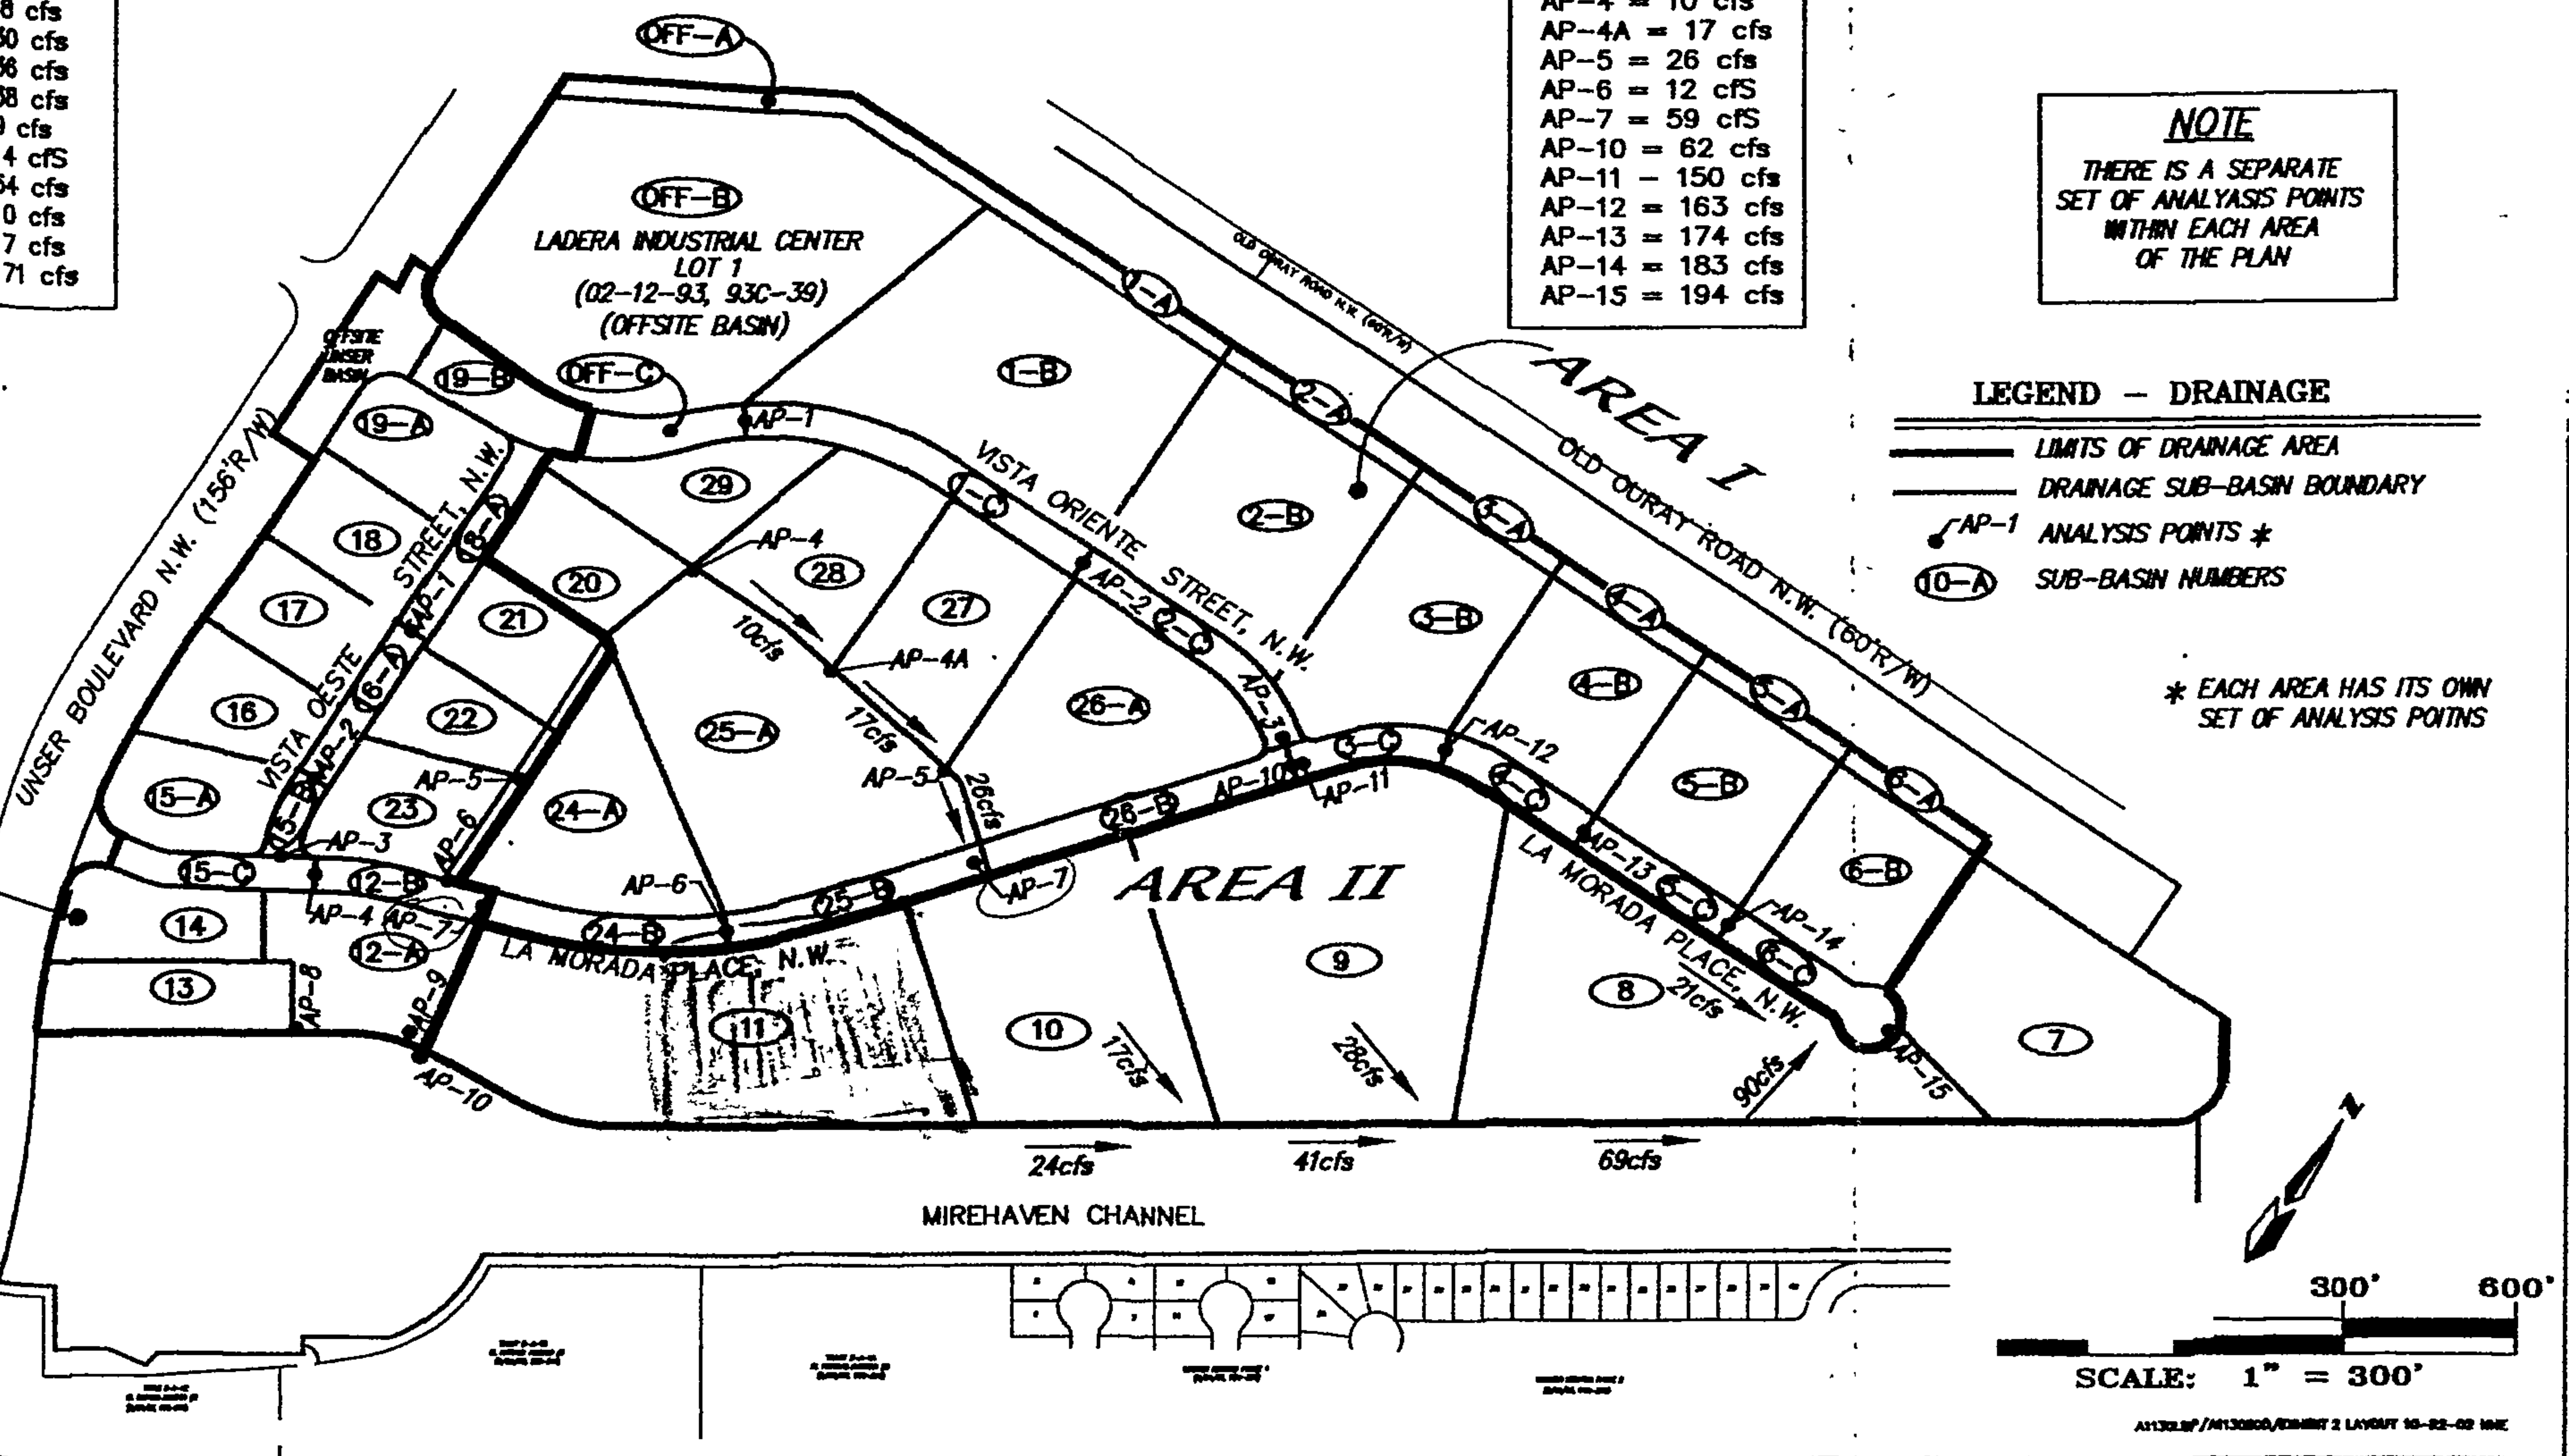 8 cfs
4 cfS
0 cfs
7 cfs
71 cfs
AP-4 = 10 cfs
AP-4A = 17 cfs
AP-5 = 26 cfs
AP-6 = 12 cfS
AP-7 = 59 cfS
AP-10 = 62 cfs
AP-11 - 150 cfs
AP-12 = 163 cfs
AP-13 = 174 cfs
AP-14 = 183 cfs
AP-15 = 194 cfs
NOTE
THERE IS A SEPARATE
SET OF ANALYASIS POINTS
WITHIN EACH AREA
OF THE PLAN
LEGEND - DRAINAGE
LIMITS OF DRAINAGE AREA
DRAINAGE SUB-BASIN BOUNDARY
AP-1 ANALYSIS POINTS *
10-A SUB-BASIN NUMBERS
* EACH AREA HAS ITS OWN
SET OF ANALYSIS POITNS
OFF-A
OFF-B
LADERA INDUSTRIAL CENTER
LOT 1
(02-12-93, 93C-39)
(OFFSITE BASIN)
OFF-C
OFFSITE
UNSER
BASIN
19-B
19-A
18
17
16
15-A
15-B
15-C
16-A
18-A
AP-1
AP-2
AP-3
AP-4
AP-5
AP-6
AP-7
AP-8
AP-9
AP-10
UNSER BOULEVARD N.W. (156'R/W)
VISTA OESTE STREET, N.W.
20
21
22
23
14
13
12-B
12-A
AREA I
OLD OURAY ROAD N.W. (60'R/W)
OLD OURAY ROAD N.W. (60'R/W)
1-A
2-A
3-A
4-A
5-A
6-A
1-B
2-B
3-B
4-B
5-B
6-B
1-C
2-C
3-C
4-C
5-C
6-C
VISTA ORIENTE STREET, N.W.
29
28
27
26-A
25-A
24-A
24-B
25-B
26-B
AP-1
AP-2
AP-3
AP-4
AP-4A
AP-5
AP-6
AP-7
AP-10
AP-11
AP-12
AP-13
AP-14
AP-15
10cfs
17cfs
26cfs
AREA II
LA MORADA PLACE, N.W.
LA MORADA PLACE, N.W.
11
10
9
8
7
17cfs
28cfs
21cfs
90cfs
24cfs
41cfs
69cfs
MIREHAVEN CHANNEL
Z
300' 600'
SCALE: 1" = 300'